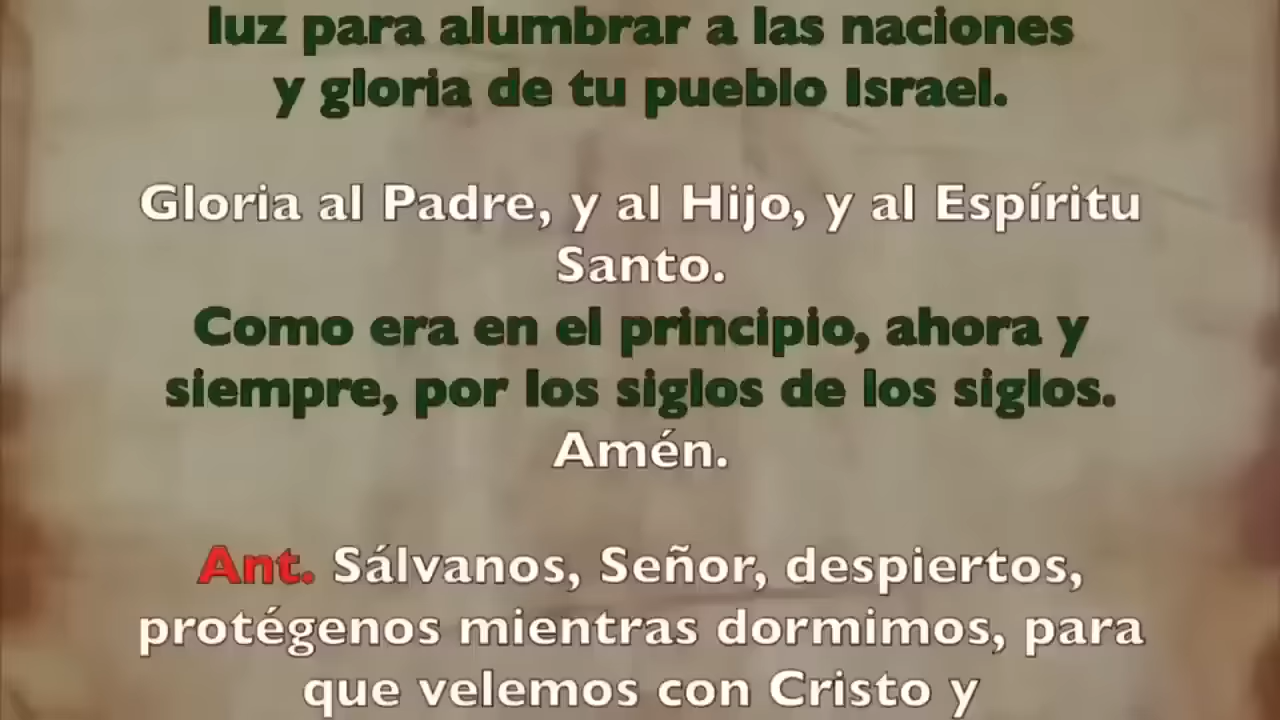 luz para alumbrar a las naciones
y gloria de tu pueblo Israel.
Gloria al Padre, y al Hijo, y al Espíritu
Santo.
Como era en el principio, ahora y
siempre, por los siglos de los siglos.
Amén.
Ant. Sálvanos, Señor, despiertos,
protégenos mientras dormimos, para
que velemos con Cristo y